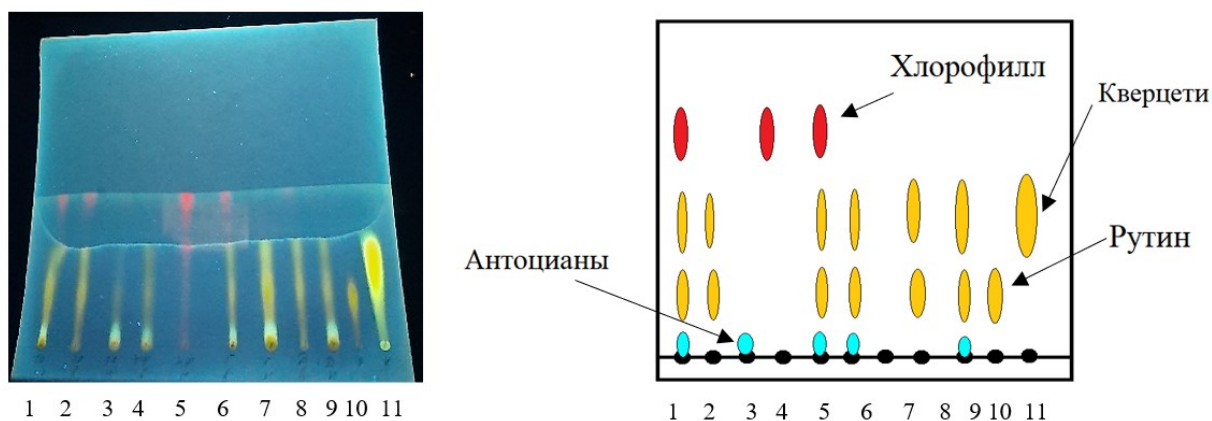 Хлорофилл
Кверцети
Рутин
Антоцианы
1 2 3 4 5 6 7 8 9 10 11
1 2 3 4 5 6 7 8 9 10 11